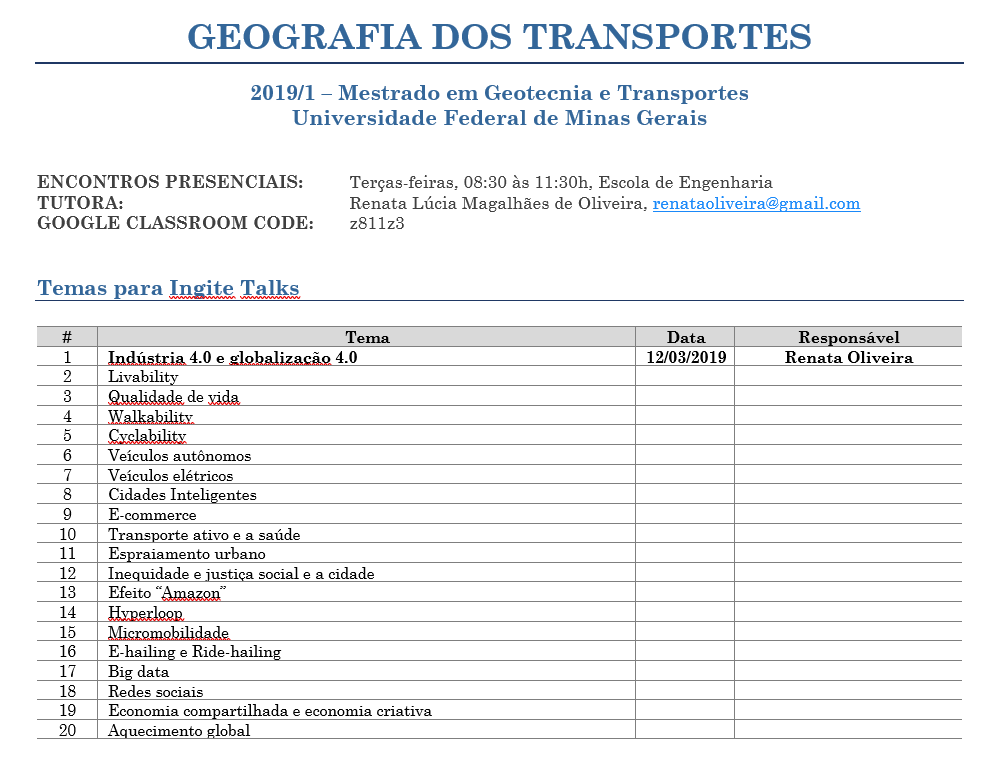 GEOGRAFIA DOS TRANSPORTES
2019/1 – Mestrado em Geotecnia e Transportes
Universidade Federal de Minas Gerais
ENCONTROS PRESENCIAIS: Terças-feiras, 08:30 às 11:30h, Escola de Engenharia
TUTORA: Renata Lúcia Magalhães de Oliveira, renataoliveira@gmail.com
GOOGLE CLASSROOM CODE: z811z3
Temas para Ingite Talks
# Tema Data Responsável
1 Indústria 4.0 e globalização 4.0 12/03/2019 Renata Oliveira
2 Livability
3 Qualidade de vida
4 Walkability
5 Cyclability
6 Veículos autônomos
7 Veículos elétricos
8 Cidades Inteligentes
9 E-commerce
10 Transporte ativo e a saúde
11 Espraiamento urbano
12 Inequidade e justiça social e a cidade
13 Efeito “Amazon”
14 Hyperloop
15 Micromobilidade
16 E-hailing e Ride-hailing
17 Big data
18 Redes sociais
19 Economia compartilhada e economia criativa
20 Aquecimento global